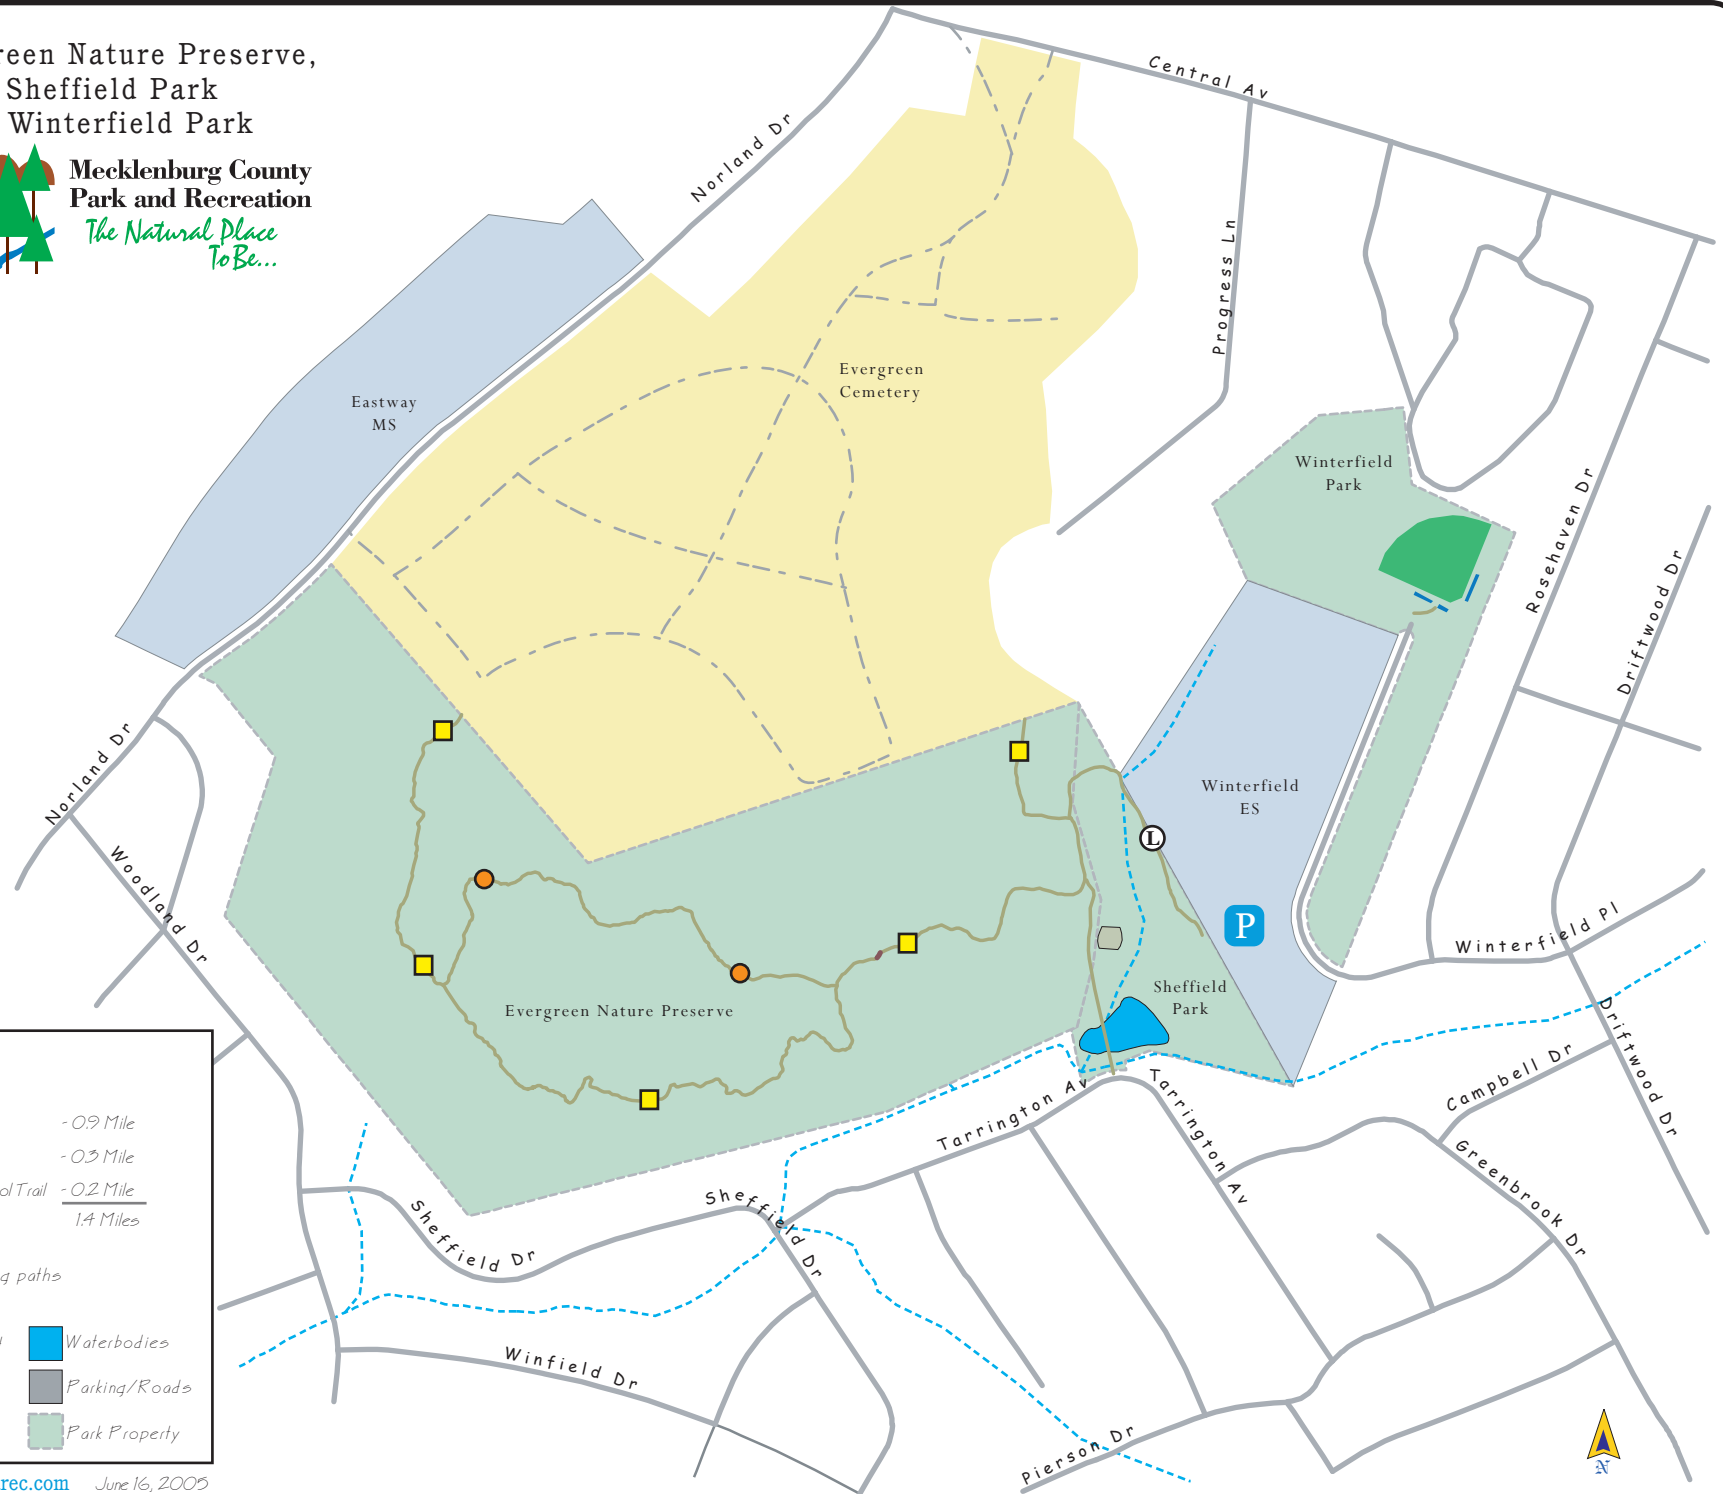 reen Nature Preserve,
Sheffield Park
Winterfield Park
Mecklenburg County
Park and Recreation
The Natural Place
To Be...
Central Av
Norland Dr
Progress Ln
Eastway
MS
Evergreen
Cemetery
Winterfield
Park
Rosehaven Dr
Driftwood Dr
Norland Dr
Winterfield
ES
L
P
Woodland Dr
Winterfield Pl
Evergreen Nature Preserve
Sheffield
Park
Driftwood Dr
Campbell Dr
Tarrington Av
Tarrington Av
Greenbrook Dr
Sheffield Dr
Sheffield Dr
Winfield Dr
Pierson Dr
- 0.9 Mile
- 0.3 Mile
ol Trail - 0.2 Mile
1.4 Miles
g paths
Waterbodies
Parking/Roads
Park Property
rec.com June 16, 2005
N